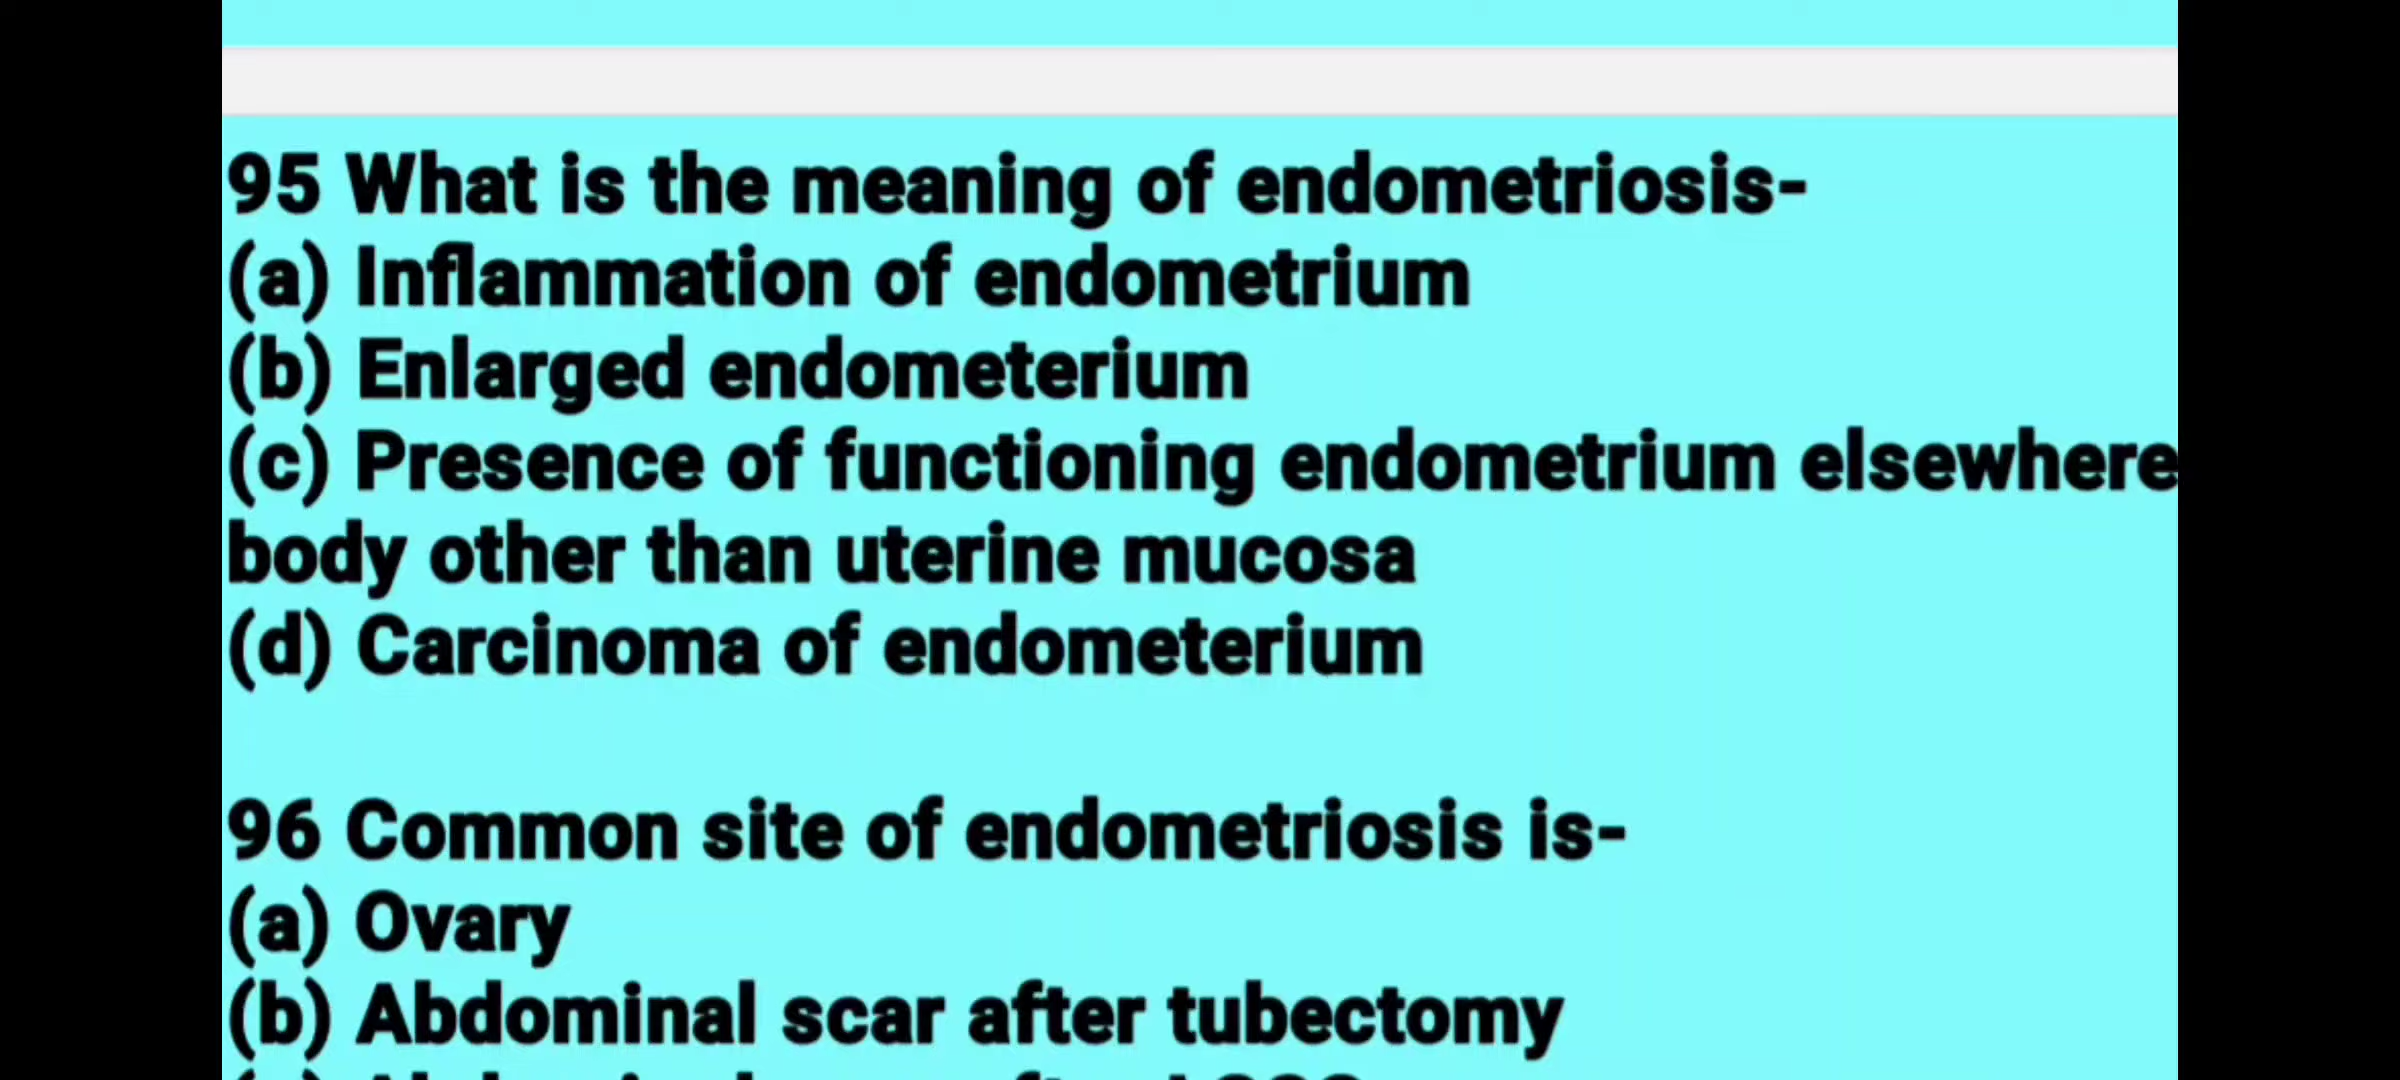 95 What is the meaning of endometriosis-
(a) Inflammation of endometrium
(b) Enlarged endometerium
(c) Presence of functioning endometrium elsewhere
body other than uterine mucosa
(d) Carcinoma of endometerium
96 Common site of endometriosis is-
(a) Ovary
(b) Abdominal scar after tubectomy